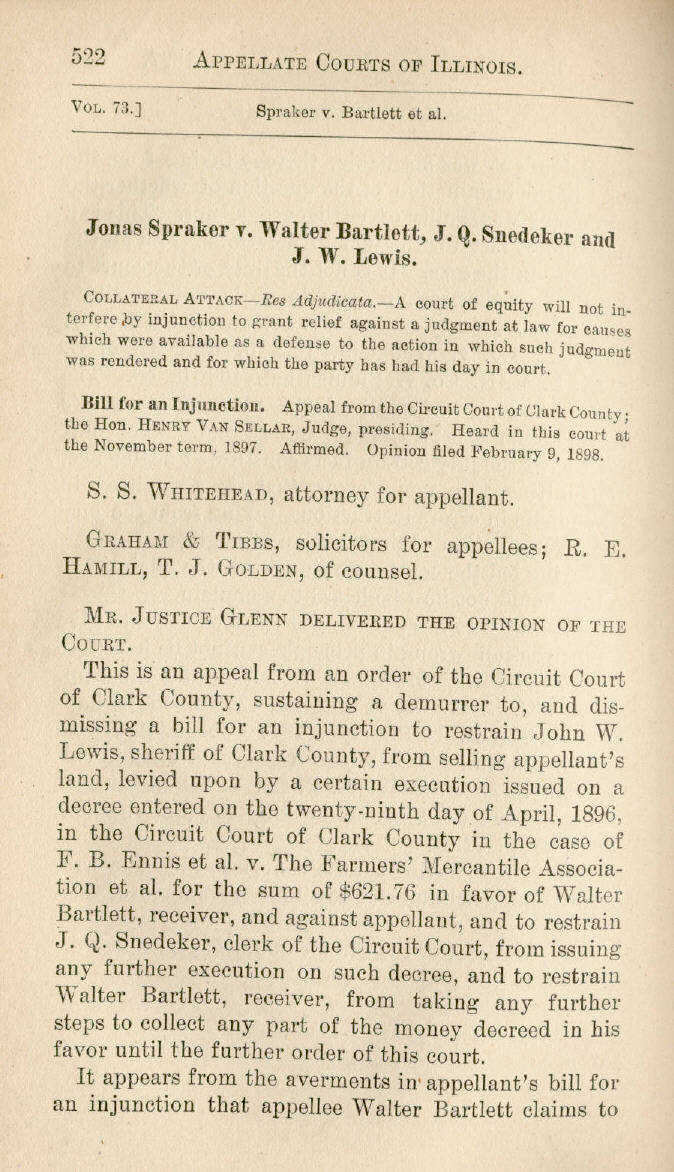 522 APPELLATE COURTS OF ILLINOIS.
VOL. 73.] Spraker v. Bartlett et al.
Jonas Spraker v. Walter Bartlett, J. Q. Snedeker and
J. W. Lewis.
COLLATERAL ATTACK—Res Adjudicata.—A court of equity will not in-
terfere by injunction to grant relief against a judgment at law for causes
which were available as a defense to the action in which such judgment
was rendered and for which the party has had his day in court.
Bill for an Injunction. Appeal from the Circuit Court of Clark County;
the Hon. HENRY VAN SELLAR, Judge, presiding. Heard in this court at
the November term, 1897. Affirmed. Opinion filed February 9, 1898.
S. S. WHITEHEAD, attorney for appellant.
GRAHAM & TIBBS, solicitors for appellees; R. E.
HAMILL, T. J. GOLDEN, of counsel.
MR. JUSTICE GLENN DELIVERED THE OPINION OF THE
COURT.
This is an appeal from an order of the Circuit Court
of Clark County, sustaining a demurrer to, and dis-
missing a bill for an injunction to restrain John W.
Lewis, sheriff of Clark County, from selling appellant's
land, levied upon by a certain execution issued on a
decree entered on the twenty-ninth day of April, 1896,
in the Circuit Court of Clark County in the case of
F. B. Ennis et al. v. The Farmers' Mercantile Associa-
tion et al. for the sum of $621.76 in favor of Walter
Bartlett, receiver, and against appellant, and to restrain
J. Q. Snedeker, clerk of the Circuit Court, from issuing
any further execution on such decree, and to restrain
Walter Bartlett, receiver, from taking any further
steps to collect any part of the money decreed in his
favor until the further order of this court.
It appears from the averments in appellant's bill for
an injunction that appellee Walter Bartlett claims to